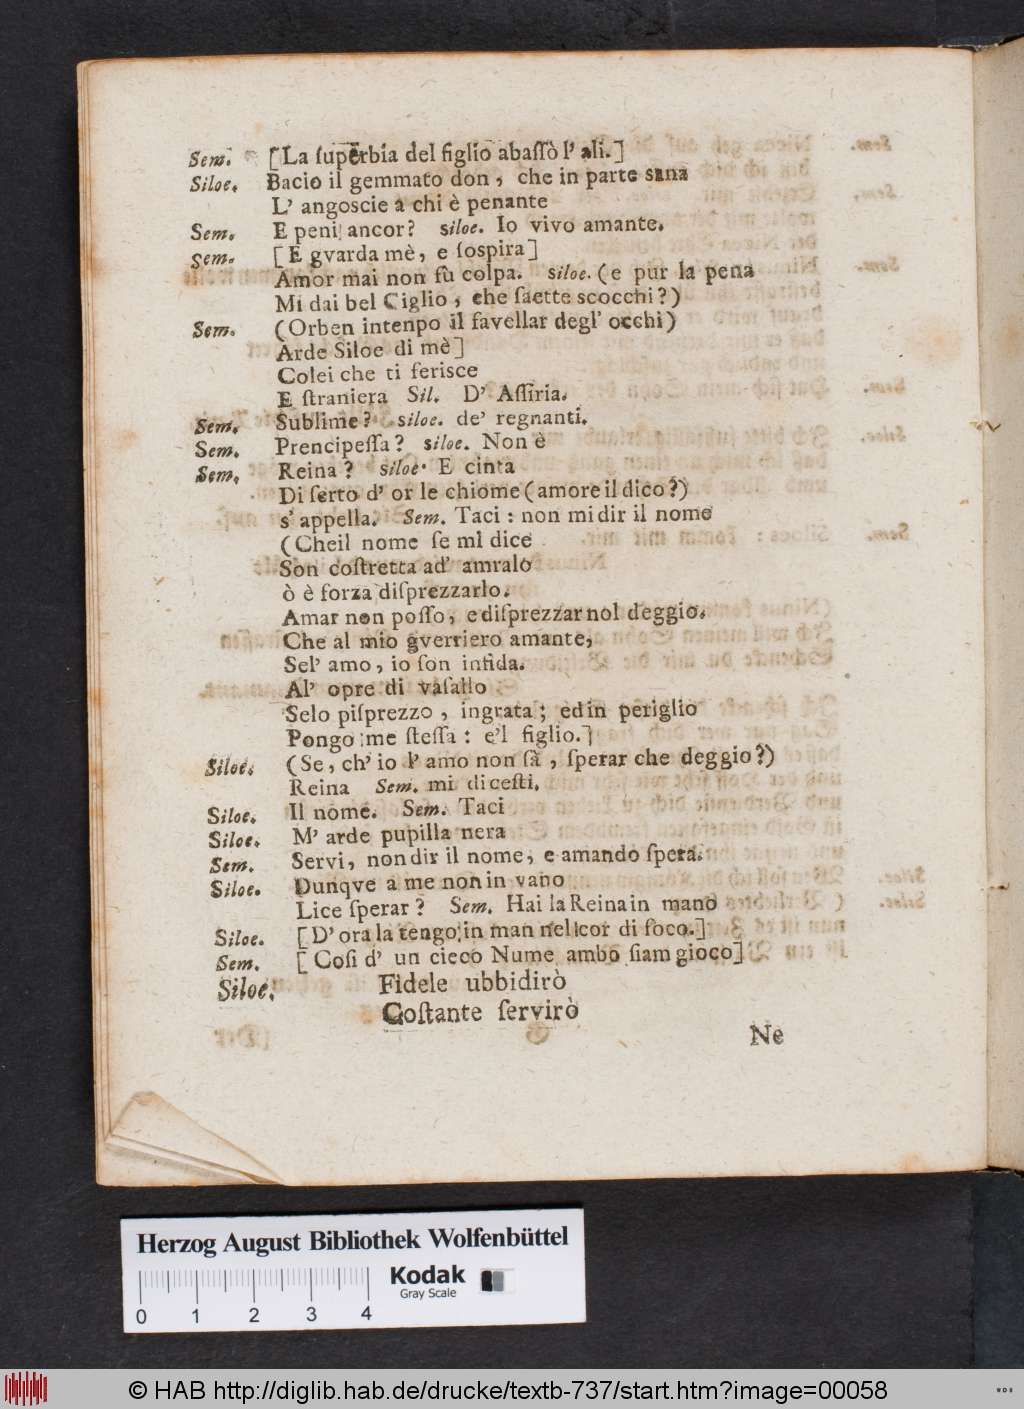 Sem. [La ſuperbia del figlio abaſſò l' ali.]
Siloe. Bacio il gemmato don, che in parte sana
L' angoscie a chi è penante
Sem. E peni ancor? siloe. Io vivo amante.
Sem. [E gvarda mè, e ſospira]
Amor mai non fù colpa. siloe. (e pur la pena
Mi dai bel Ciglio, che ſaette scocchi?)
Sem. (Orben intenpo il favellar degl' occhi)
Arde Siloe di mè]
Colei che ti ferisce
E ſtraniera Sil. D' Aſſiria.
Sem. Sublime? siloe. de' regnanti.
Sem. Prencipeſſa? siloe. Non è
Sem. Reina? siloe. E cinta
Di ſerto d' or le chiome (amore il dico?)
s' appella. Sem. Taci: non mi dir il nome
(Cheil nome ſe mi dice
Son coſtretta ad' amralo
ò è forza diſprezzarlo.
Amar non poſſo, e diſprezzar nol deggio.
Che al mio gverriero amante,
Sel' amo, io ſon infida.
Al' opre di vaſallo
Selo piſprezzo, ingrata; ed in periglio
Pongo me ſteſſa: e'l figlio.]
Siloe. (Se, ch' io l' amo non ſà, ſperar che deggio?)
Reina Sem. mi diceſti.
Siloe. Il nome. Sem. Taci
Siloe. M' arde pupilla nera
Sem. Servi, non dir il nome, e amando ſpera.
Siloe. Dunqve a me non in vano
Lice ſperar? Sem. Hai la Reina in mano
Siloe. [D' ora la tengo in man nel cor di foco.]
Sem. [Coſi d' un cieco Nume ambo ſiam gioco]
Siloe. Fidele ubbidirò
Coſtante ſervirò
Ne
Herzog August Bibliothek Wolfenbüttel
Kodak
Gray Scale
0 1 2 3 4
© HAB http://diglib.hab.de/drucke/textb-737/start.htm?image=00058